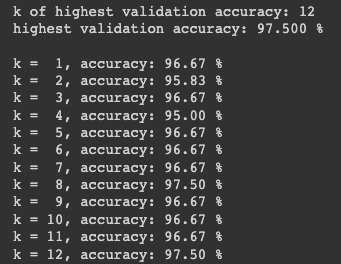 k of highest validation accuracy: 12
highest validation accuracy: 97.500 %

k =  1, accuracy: 96.67 %
k =  2, accuracy: 95.83 %
k =  3, accuracy: 96.67 %
k =  4, accuracy: 95.00 %
k =  5, accuracy: 96.67 %
k =  6, accuracy: 96.67 %
k =  7, accuracy: 96.67 %
k =  8, accuracy: 97.50 %
k =  9, accuracy: 96.67 %
k = 10, accuracy: 96.67 %
k = 11, accuracy: 96.67 %
k = 12, accuracy: 97.50 %